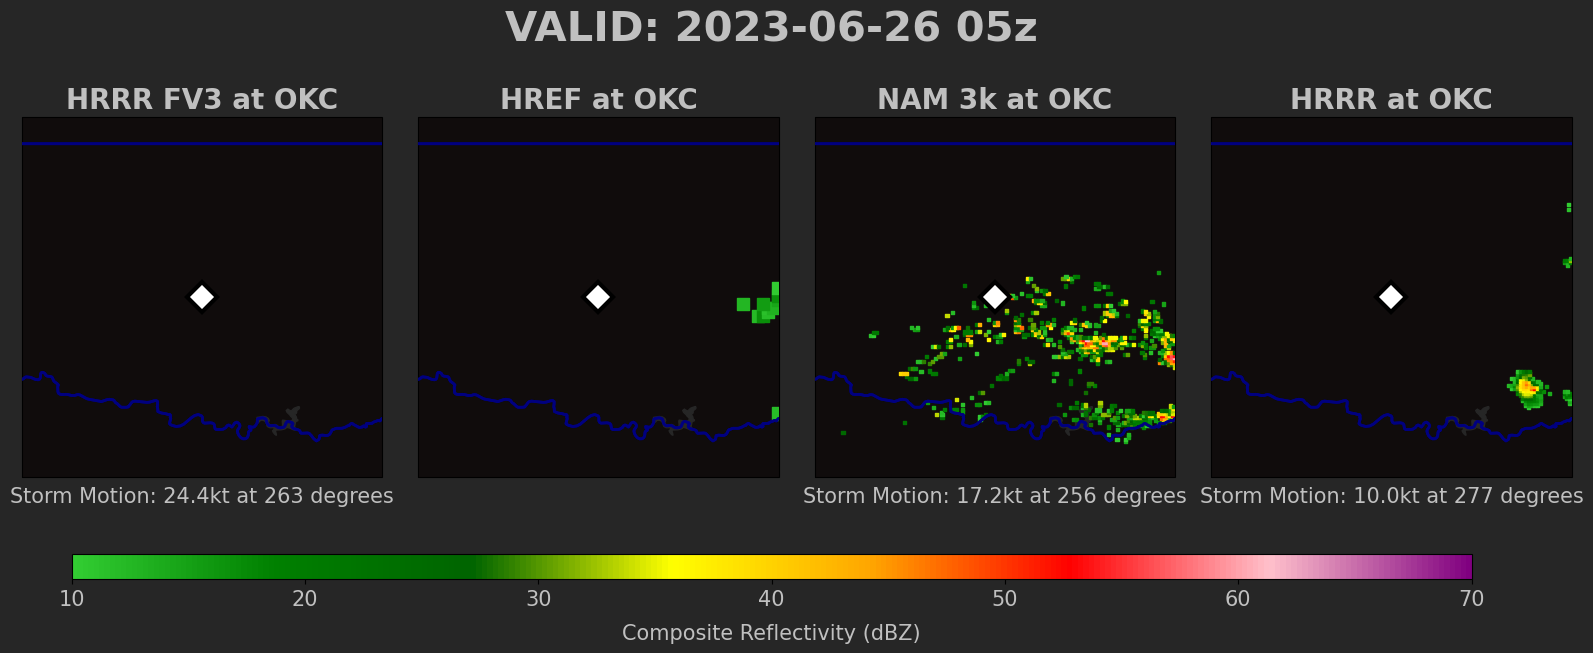 VALID: 2023-06-26 05z
HRRR FV3 at OKC
HREF at OKC
NAM 3k at OKC
HRRR at OKC
Storm Motion: 24.4kt at 263 degrees
Storm Motion: 17.2kt at 256 degrees
Storm Motion: 10.0kt at 277 degrees
10 20 30 40 50 60 70
Composite Reflectivity (dBZ)